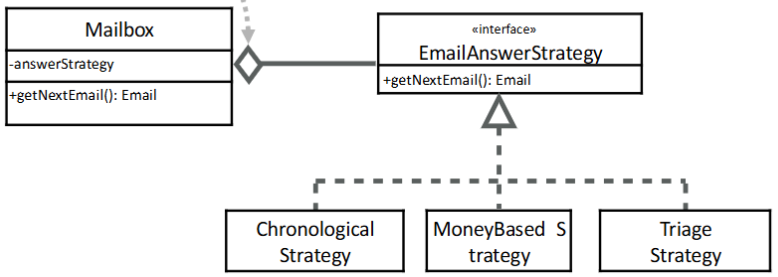 Mailbox
-answerStrategy
+getNextEmail(): Email
«interface»
EmailAnswerStrategy
+getNextEmail(): Email
Chronological
Strategy
MoneyBased S
trategy
Triage
Strategy